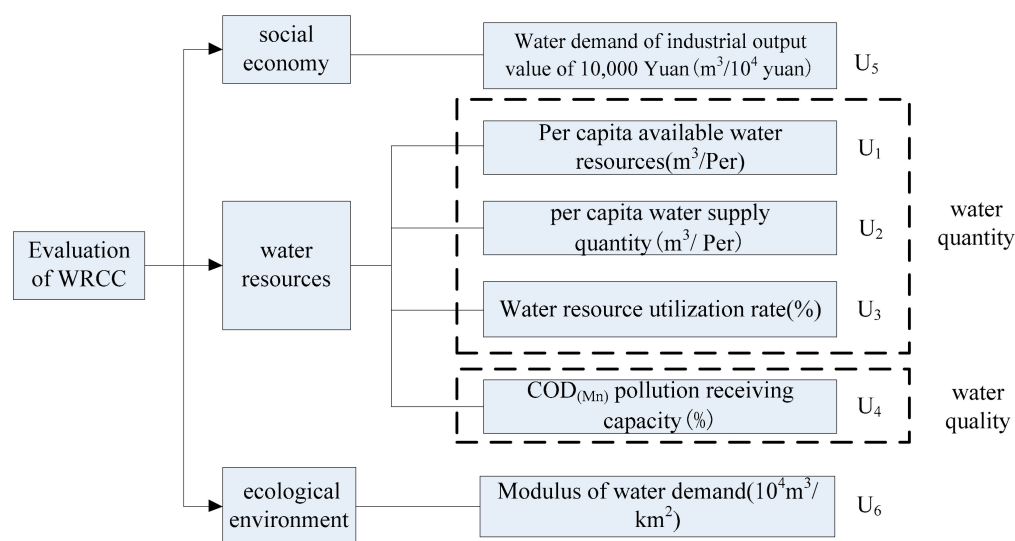 Evaluation
of WRCC
social
economy
Water demand of industrial output
value of 10,000 Yuan (m³/10⁴ yuan)
U₅
water
resources
Per capita available water
resources(m³/Per)
U₁
per capita water supply
quantity (m³/ Per)
U₂
Water resource utilization rate(%)
U₃
water
quantity
COD₍Mn₎ pollution receiving
capacity (%)
U₄
water
quality
ecological
environment
Modulus of water demand(10⁴m³/
km²)
U₆